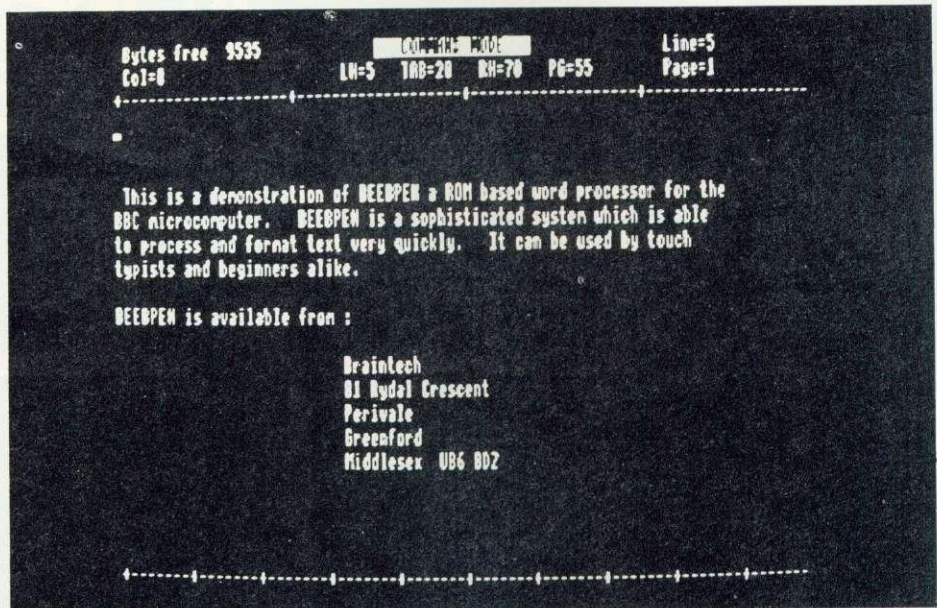 Bytes free 9535 COMMAND MODE Line=5
Col=0 LM=5 TAB=20 RM=70 PG=55 Page=1
This is a demonstration of BEEBPEN a ROM based word processor for the
BBC microcomputer. BEEBPEN is a sophisticated system which is able
to process and format text very quickly. It can be used by touch
typists and beginners alike.
BEEBPEN is available from :
Braintech
Rydal Crescent
Perivale
Greenford
Middlesex UB6 8DZ